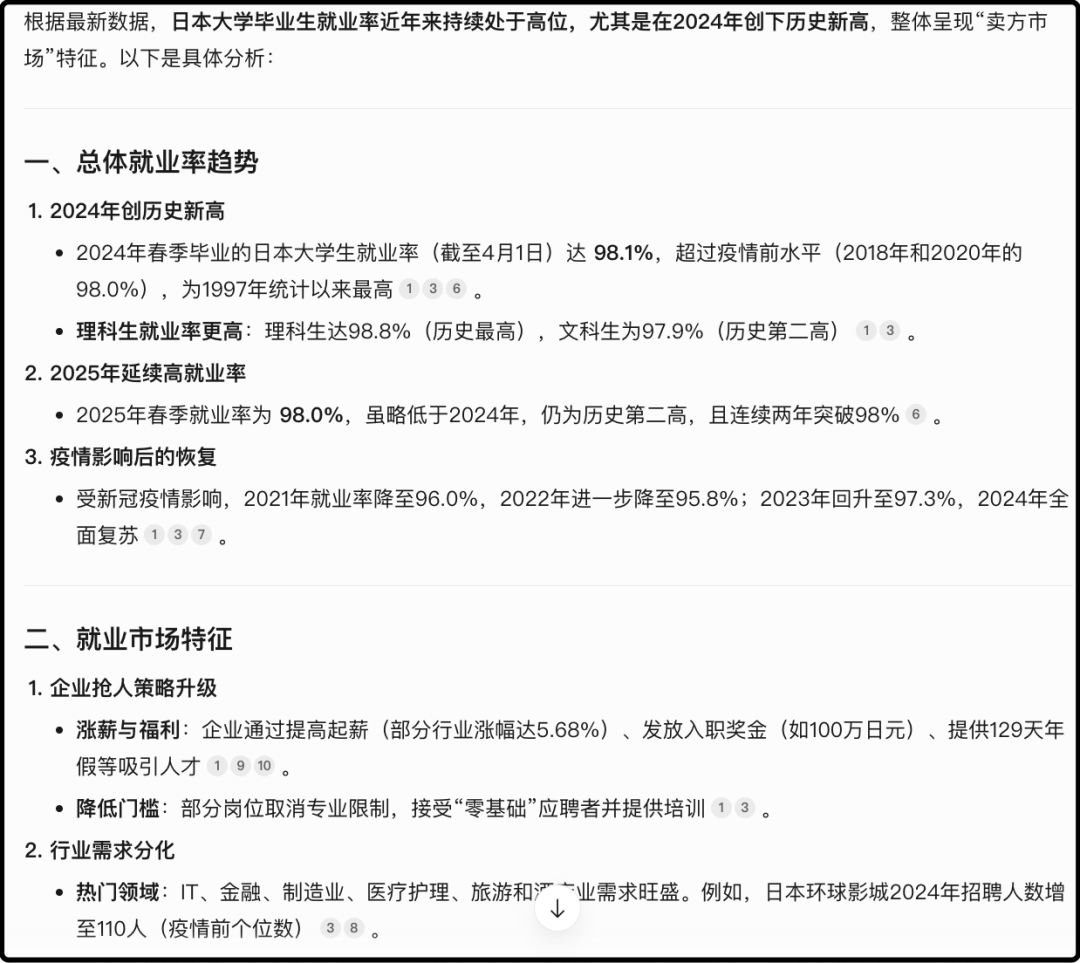 根据最新数据，日本大学毕业生就业率近年来持续处于高位，尤其是在2024年创下历史新高，整体呈现“卖方市
场”特征。以下是具体分析：
一、总体就业率趋势
1. 2024年创历史新高
• 2024年春季毕业的日本大学生就业率（截至4月1日）达 98.1%，超过疫情前水平（2018年和2020年的
98.0%），为1997年统计以来最高 1 3 6 。
• 理科生就业率更高：理科生达98.8%（历史最高），文科生为97.9%（历史第二高） 1 3 。
2. 2025年延续高就业率
• 2025年春季就业率为 98.0%，虽略低于2024年，仍为历史第二高，且连续两年突破98% 6 。
3. 疫情影响后的恢复
• 受新冠疫情影响，2021年就业率降至96.0%，2022年进一步降至95.8%；2023年回升至97.3%，2024年全
面复苏 1 3 7 。
二、就业市场特征
1. 企业抢人策略升级
• 涨薪与福利：企业通过提高起薪（部分行业涨幅达5.68%）、发放入职奖金（如100万日元）、提供129天年
假等吸引人才 1 9 10 。
• 降低门槛：部分岗位取消专业限制，接受“零基础”应聘者并提供培训 1 3 。
2. 行业需求分化
• 热门领域：IT、金融、制造业、医疗护理、旅游和酒店业需求旺盛。例如，日本环球影城2024年招聘人数增
至110人（疫情前个位数） 3 8 。